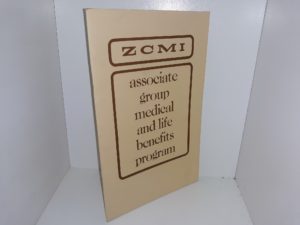 ZCMI
associate
group
medical
and life
benefits
program